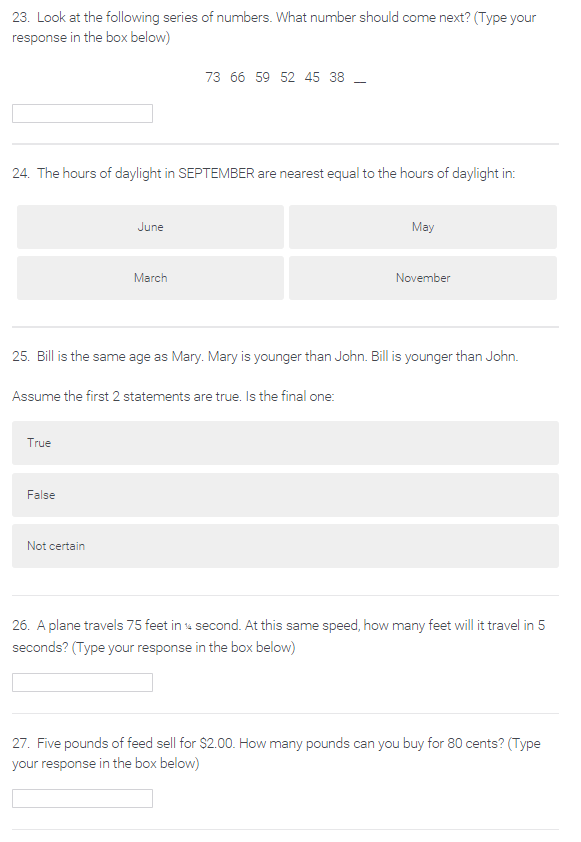 23. Look at the following series of numbers. What number should come next? (Type your
response in the box below)
73 66 59 52 45 38 __
24. The hours of daylight in SEPTEMBER are nearest equal to the hours of daylight in:
June
May
March
November
25. Bill is the same age as Mary. Mary is younger than John. Bill is younger than John.
Assume the first 2 statements are true. Is the final one:
True
False
Not certain
26. A plane travels 75 feet in ¼ second. At this same speed, how many feet will it travel in 5
seconds? (Type your response in the box below)
27. Five pounds of feed sell for $2.00. How many pounds can you buy for 80 cents? (Type
your response in the box below)